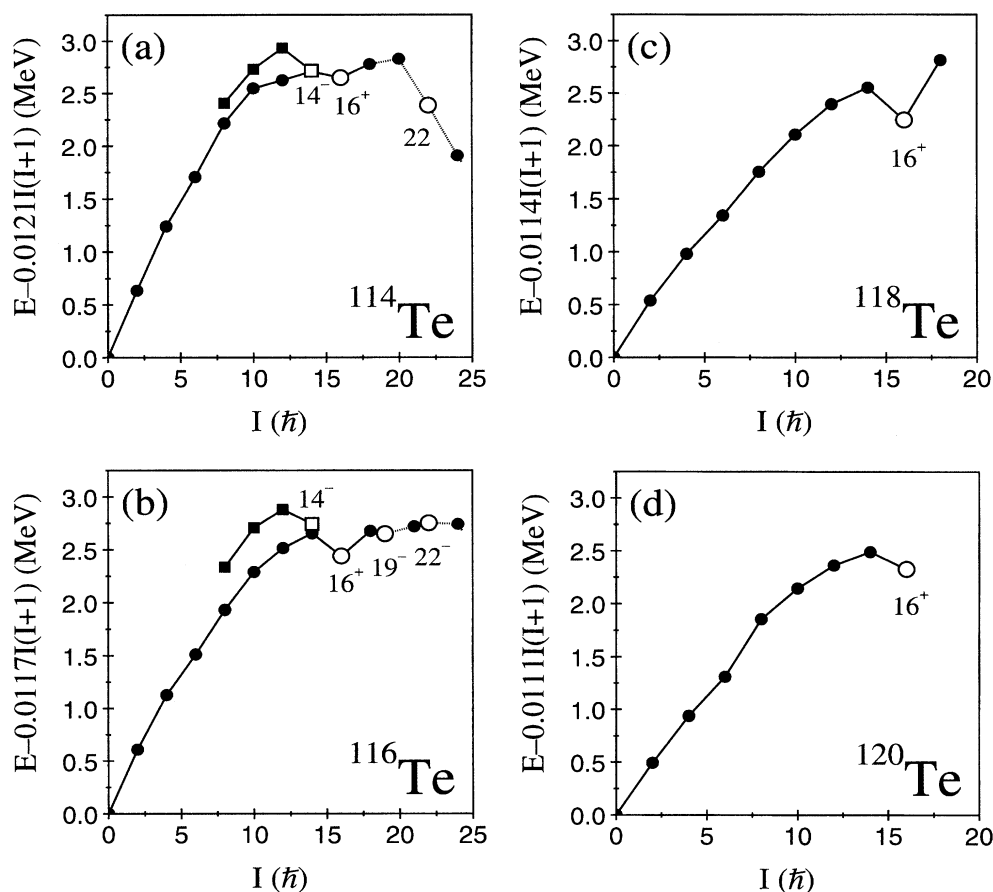 (a)
E–0.0121I(I+1) (MeV)
3.0
2.5
2.0
1.5
1.0
0.5
0.0
14⁻
16⁺
22
¹¹⁴Te
0 5 10 15 20 25
I (ℏ)
(c)
E–0.0114I(I+1) (MeV)
3.0
2.5
2.0
1.5
1.0
0.5
0.0
16⁺
¹¹⁸Te
0 5 10 15 20
I (ℏ)
(b)
E–0.0117I(I+1) (MeV)
3.0
2.5
2.0
1.5
1.0
0.5
0.0
14⁻
16⁺ 19⁻ 22⁻
¹¹⁶Te
0 5 10 15 20 25
I (ℏ)
(d)
E–0.0111I(I+1) (MeV)
3.0
2.5
2.0
1.5
1.0
0.5
0.0
16⁺
¹²⁰Te
0 5 10 15 20
I (ℏ)